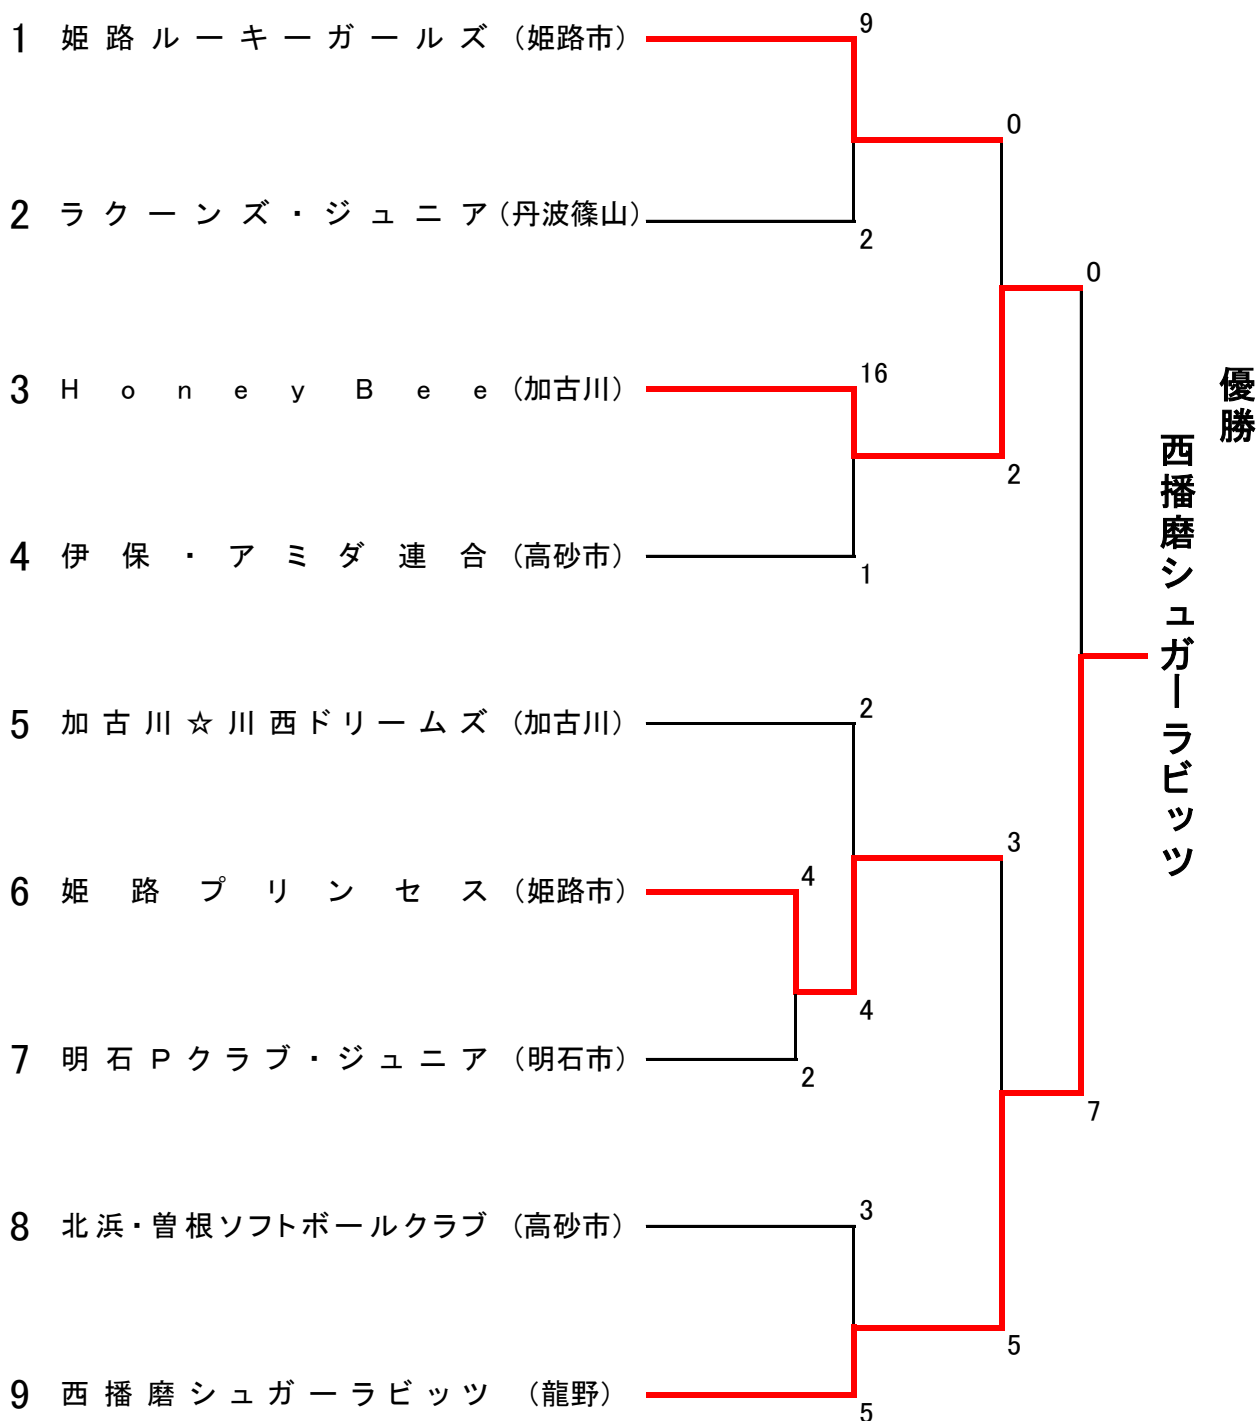 1 姫路ルーキーガールズ (姫路市)
9
0
2 ラクーンズ・ジュニア (丹波篠山)
2
0
3 HoneyBee (加古川)
16
2
4 伊保・アミダ連合 (高砂市)
1
優勝
西播磨シュガーラビッツ
5 加古川☆川西ドリームズ (加古川)
2
3
6 姫路プリンセス (姫路市)
4
4
7 明石Pクラブ・ジュニア (明石市)
2
7
8 北浜・曽根ソフトボールクラブ (高砂市)
3
5
9 西播磨シュガーラビッツ (龍野)
5